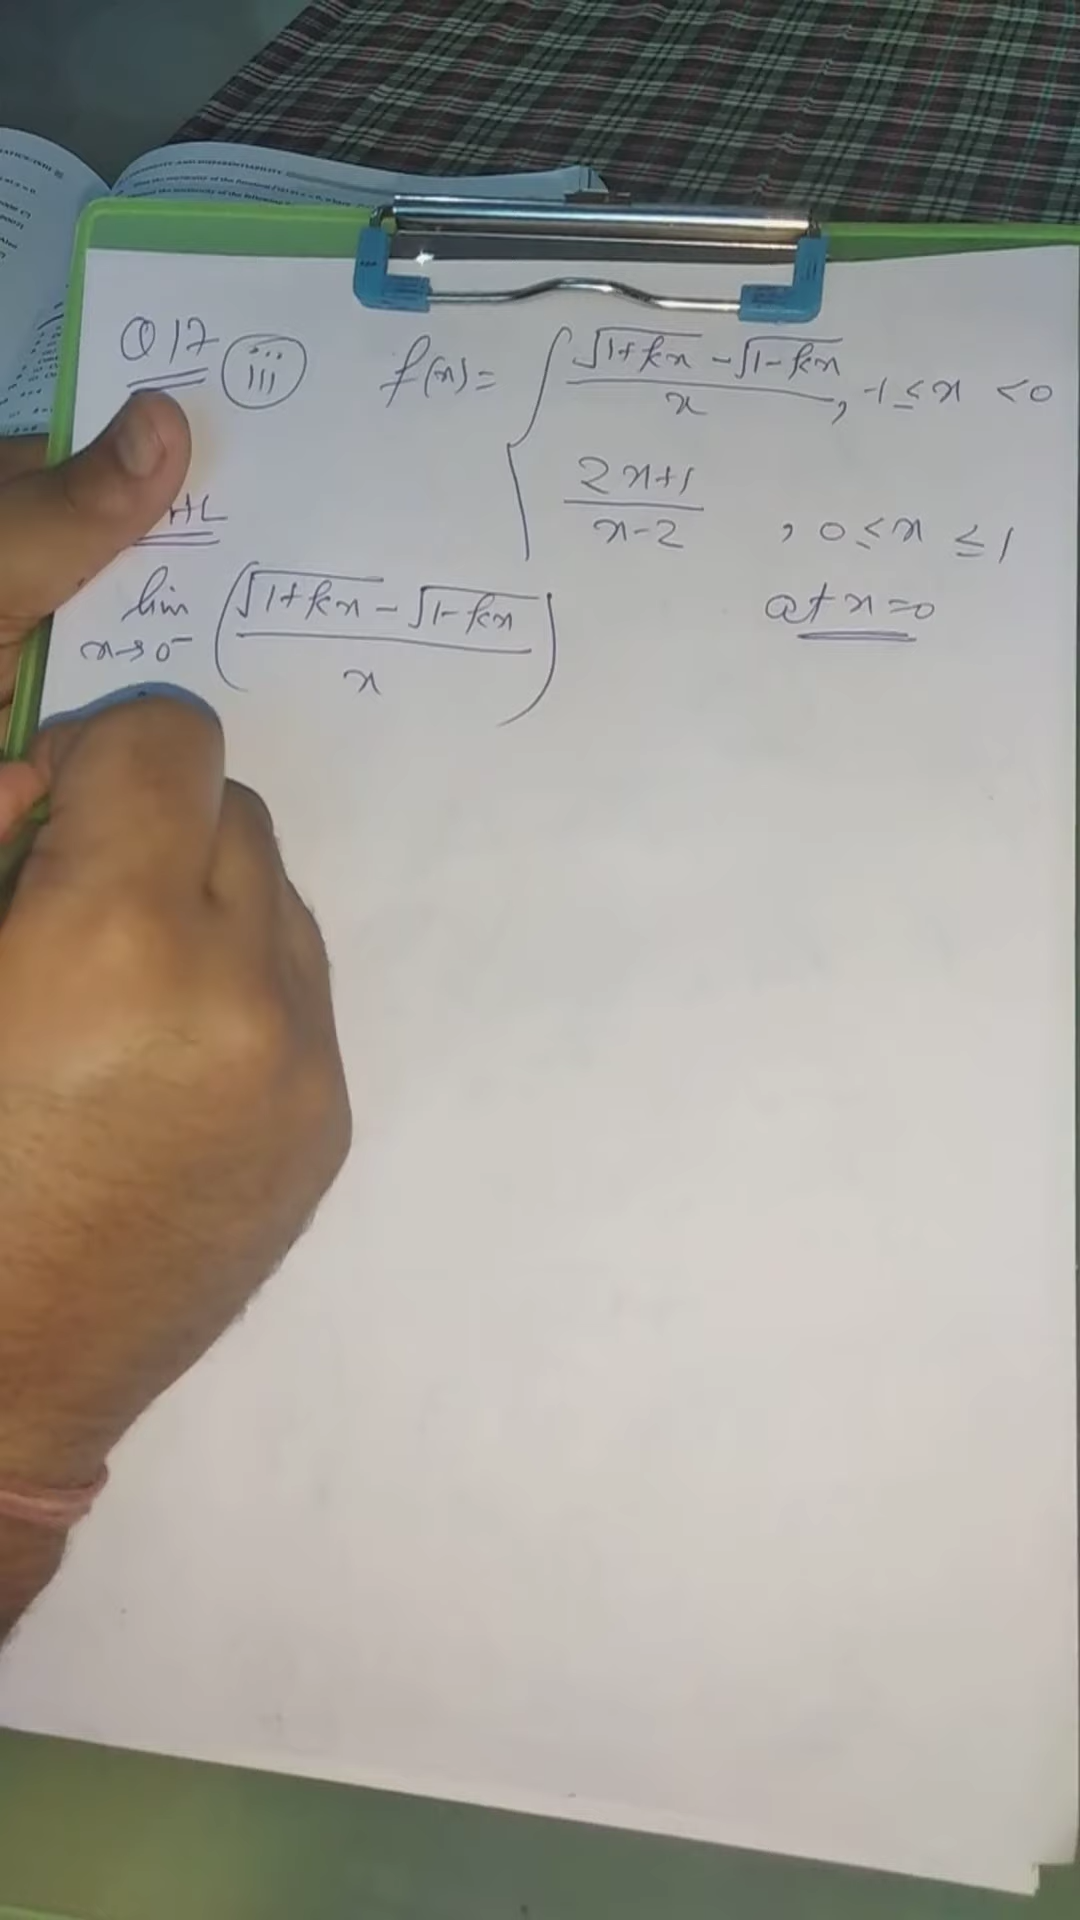 Q17 (iii) f(x) = { √1+kx - √1-kx / x , -1 ≤ x < 0
2x+1 / x-2 , 0 ≤ x ≤ 1
HL
at x=0
lim x→0⁻ ( √1+kx - √1-kx / x )